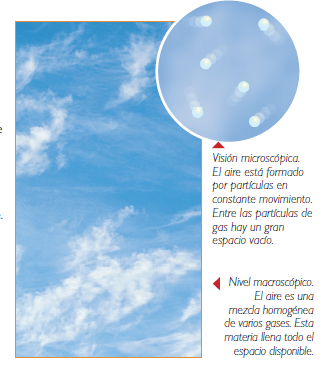 e
.
Visión microscópica.
El aire está formado
por partículas en
constante movimiento.
Entre las partículas de
gas hay un gran
espacio vacío.
Nivel macroscópico.
El aire es una
mezcla homogénea
de varios gases. Esta
materia llena todo el
espacio disponible.